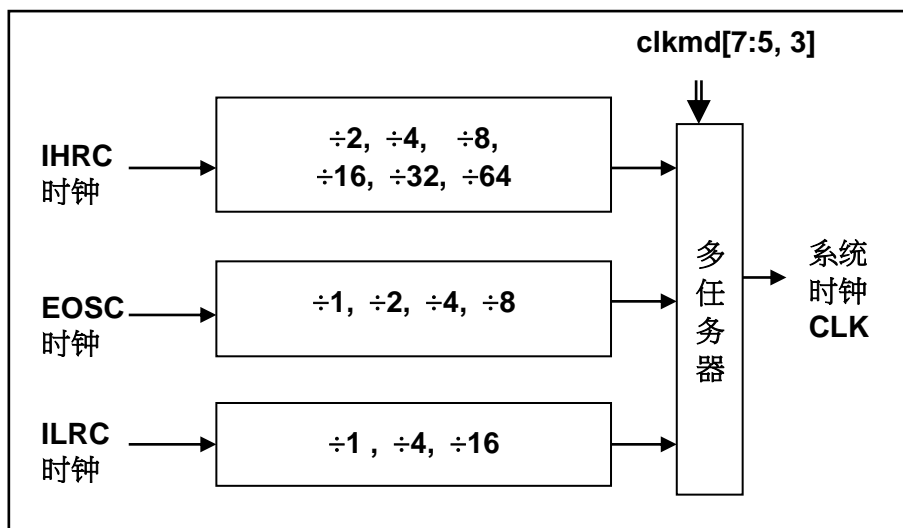 clkmd[7:5, 3]
IHRC
时钟
÷2, ÷4, ÷8,
÷16, ÷32, ÷64
EOSC
时钟
÷1, ÷2, ÷4, ÷8
ILRC
时钟
÷1 , ÷4, ÷16
多
任
务
器
系统
时钟
CLK